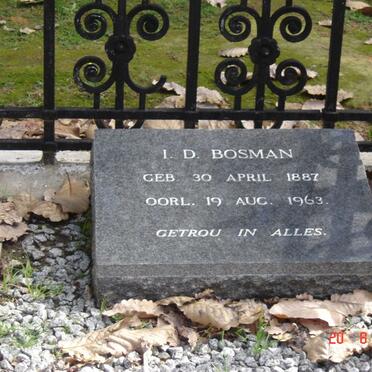 I. D. BOSMAN
GEB. 30 APRIL 1887
OORL. 19 AUG. 1963.
GETROU IN ALLES.
20 8